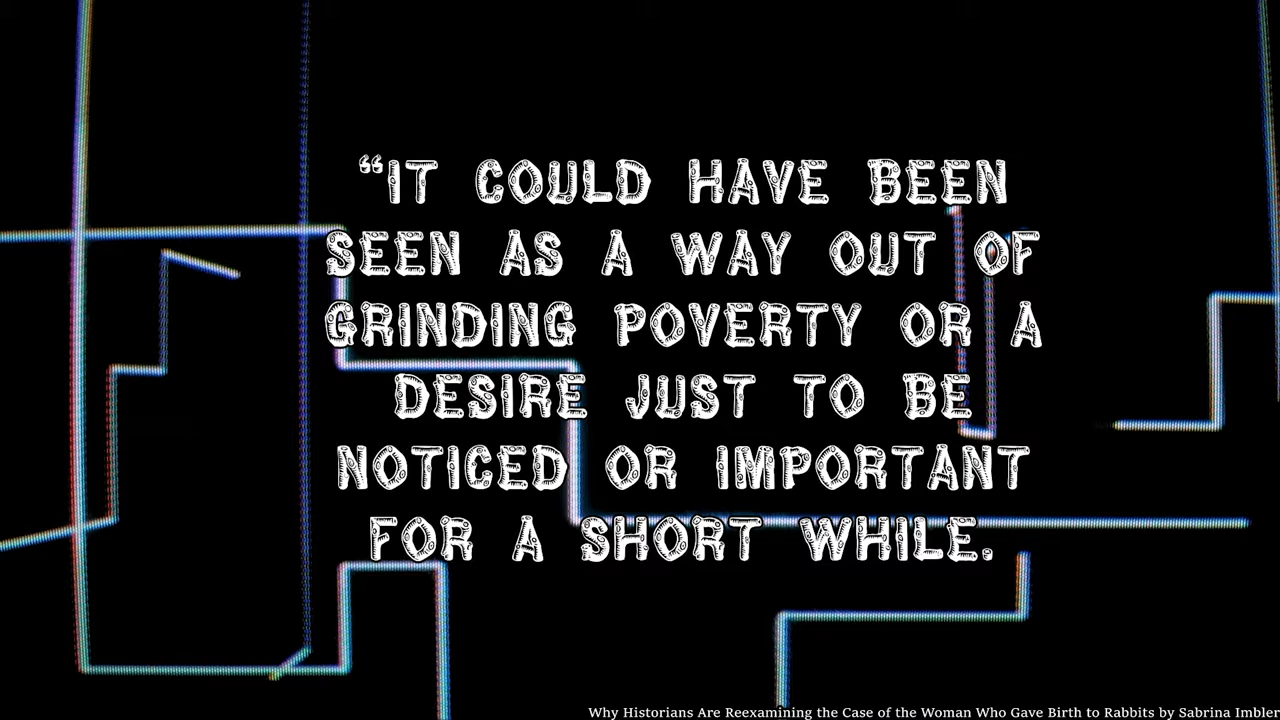 “IT COULD HAVE BEEN
SEEN AS A WAY OUT OF
GRINDING POVERTY OR A
DESIRE JUST TO BE
NOTICED OR IMPORTANT
FOR A SHORT WHILE.
Why Historians Are Reexamining the Case of the Woman Who Gave Birth to Rabbits by Sabrina Imbler